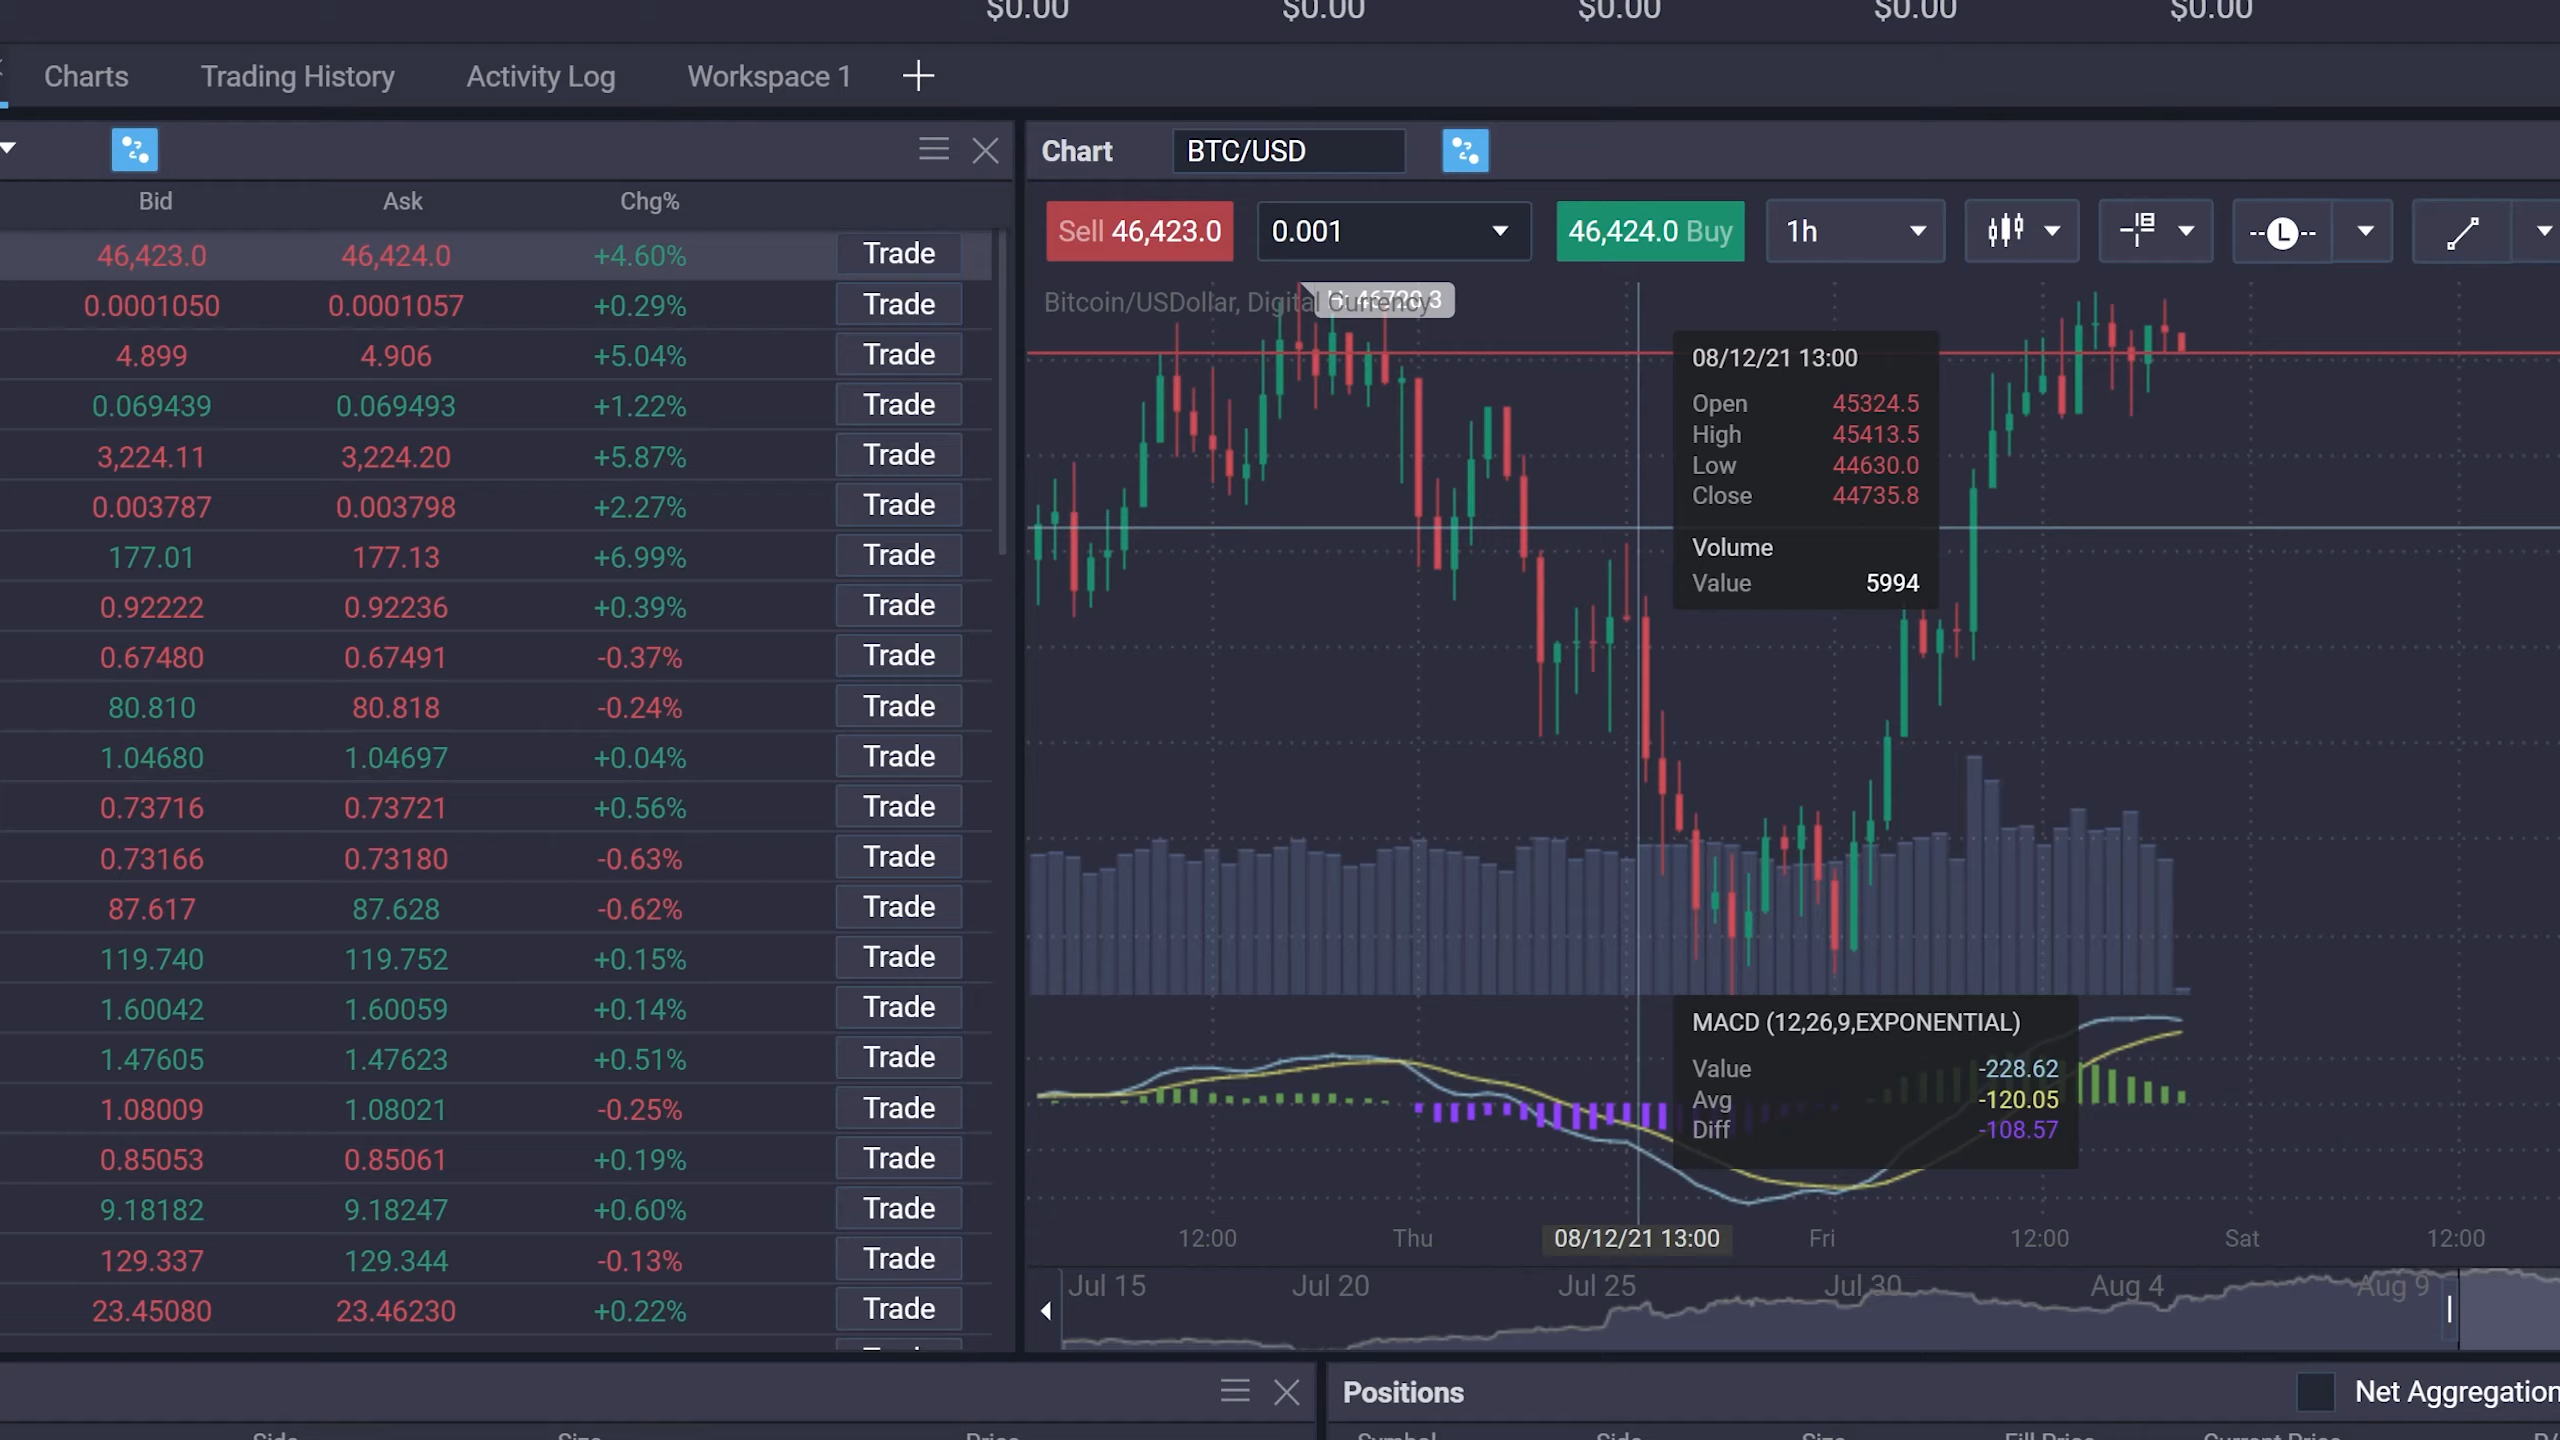 $0.00 $0.00 $0.00 $0.00 $0.00
Charts Trading History Activity Log Workspace 1
Bid Ask Chg%
46,423.0 46,424.0 +4.60% Trade
0.0001050 0.0001057 +0.29% Trade
4.899 4.906 +5.04% Trade
0.069439 0.069493 +1.22% Trade
3,224.11 3,224.20 +5.87% Trade
0.003787 0.003798 +2.27% Trade
177.01 177.13 +6.99% Trade
0.92222 0.92236 +0.39% Trade
0.67480 0.67491 -0.37% Trade
80.810 80.818 -0.24% Trade
1.04680 1.04697 +0.04% Trade
0.73716 0.73721 +0.56% Trade
0.73166 0.73180 -0.63% Trade
87.617 87.628 -0.62% Trade
119.740 119.752 +0.15% Trade
1.60042 1.60059 +0.14% Trade
1.47605 1.47623 +0.51% Trade
1.08009 1.08021 -0.25% Trade
0.85053 0.85061 +0.19% Trade
9.18182 9.18247 +0.60% Trade
129.337 129.344 -0.13% Trade
23.45080 23.46230 +0.22% Trade
Chart BTC/USD
Sell 46,423.0 0.001 46,424.0 Buy 1h L
Bitcoin/USDollar, Digital Currency
08/12/21 13:00
Open 45324.5
High 45413.5
Low 44630.0
Close 44735.8
Volume
Value 5994
MACD (12,26,9,EXPONENTIAL)
Value -228.62
Avg -120.05
Diff -108.57
12:00 Thu 08/12/21 13:00 Fri 12:00 Sat 12:00
Jul 15 Jul 20 Jul 25 Jul 30 Aug 4 Aug 9
Positions Net Aggregation
Side Size Price
Symbol Side Size Fill Price Current Price